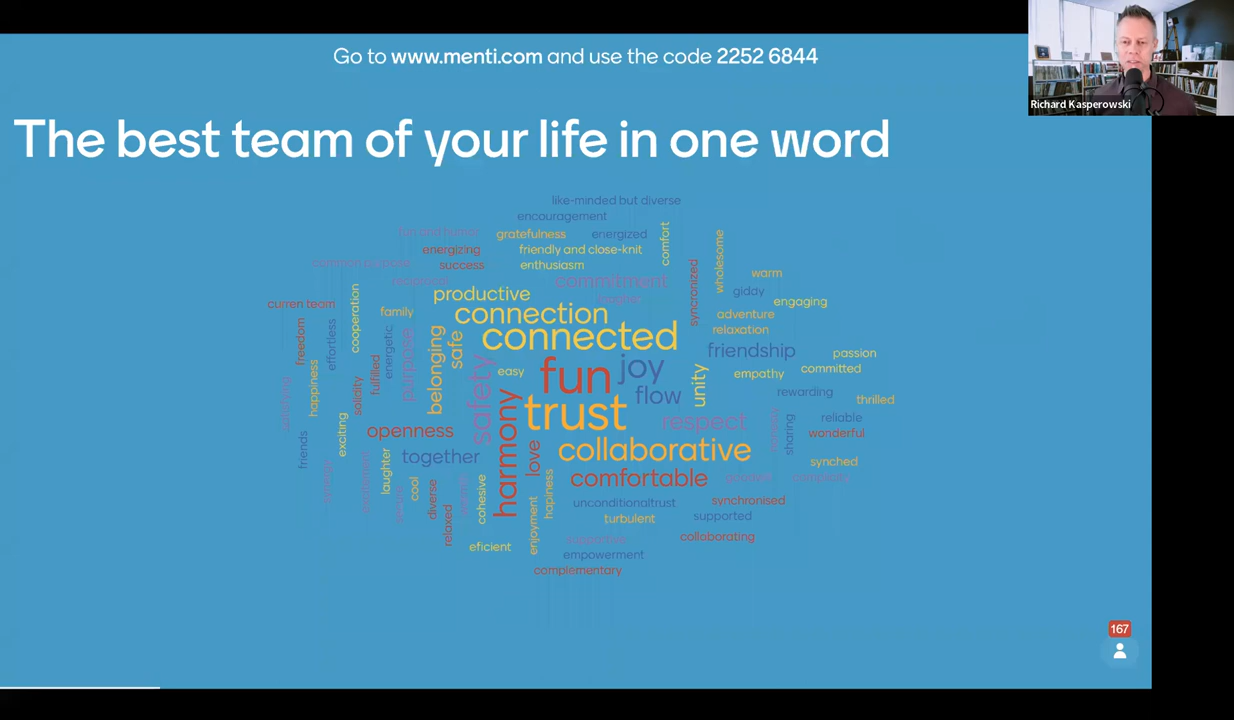 Go to www.menti.com and use the code 2252 6844
Richard Kasperowski
The best team of your life in one word
like-minded but diverse
encouragement
gratefulness
energized
comfort
wholesome
energizing
friendly and close-knit
success
enthusiasm
syncronized
warm
commitment
giddy
productive
engaging
curren team
cooperation
family
connection
adventure
connected
relaxation
freedom
effortless
energetic
purpose
belonging
safe
joy
friendship
passion
fun
easy
unity
empathy
committed
happiness
solidity
fulfilled
safety
flow
rewarding
thrilled
trust
harmony
respect
sharing
reliable
wonderful
friends
exciting
openness
together
love
collaborative
synched
laughter
cool
diverse
relaxed
cohesive
comfortable
hapiness
enjoyment
unconditionaltrust
synchronised
turbulent
supported
eficient
colloborating
empowerment
complementary
167